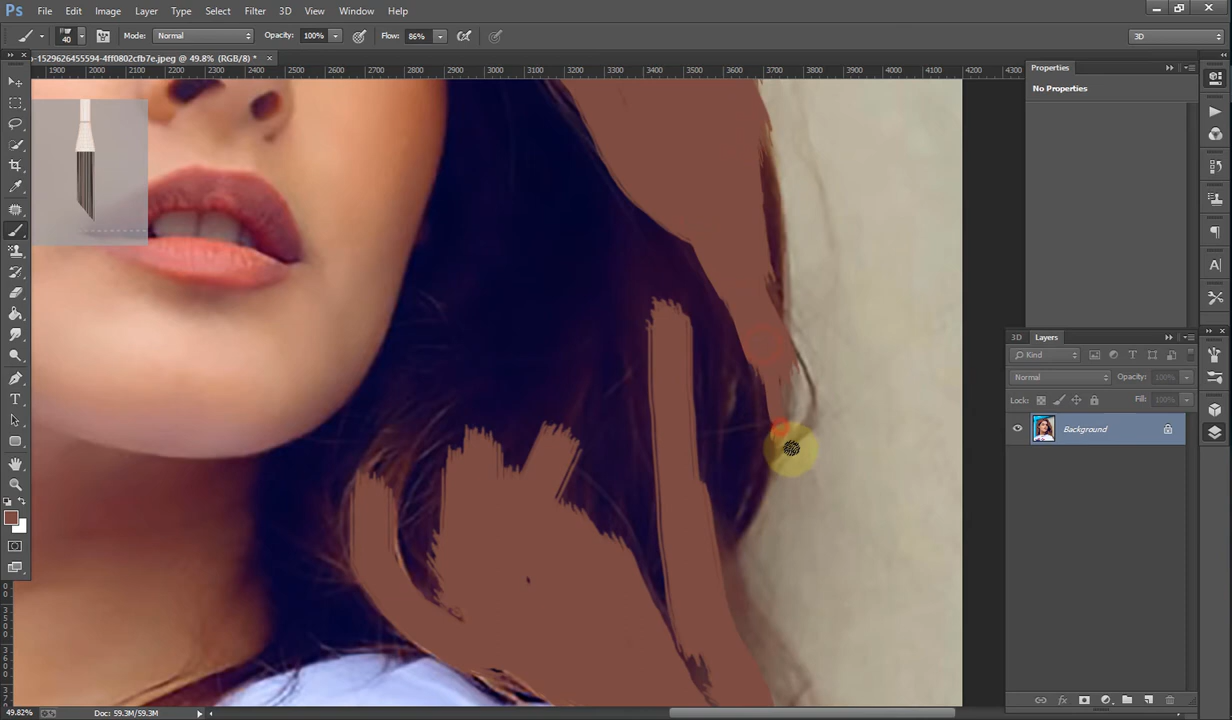 Ps File Edit Image Layer Type Select Filter 3D View Window Help
40 Mode: Normal Opacity: 100% Flow: 86% 3D
o-1529626455594-4ff0802cfb7e.jpeg @ 49.8% (RGB/8) * ×
1900 2000 2100 2200 2300 2400 2500 2600 2700 2800 2900 3000 3100 3200 3300 3400 3500 3600 3700 3800 3900 4000 4100 4200 4300
Properties
No Properties
3D Layers
Kind
Normal Opacity: 100%
Lock: Fill: 100%
Background
49.82% Doc: 59.3M/59.3M